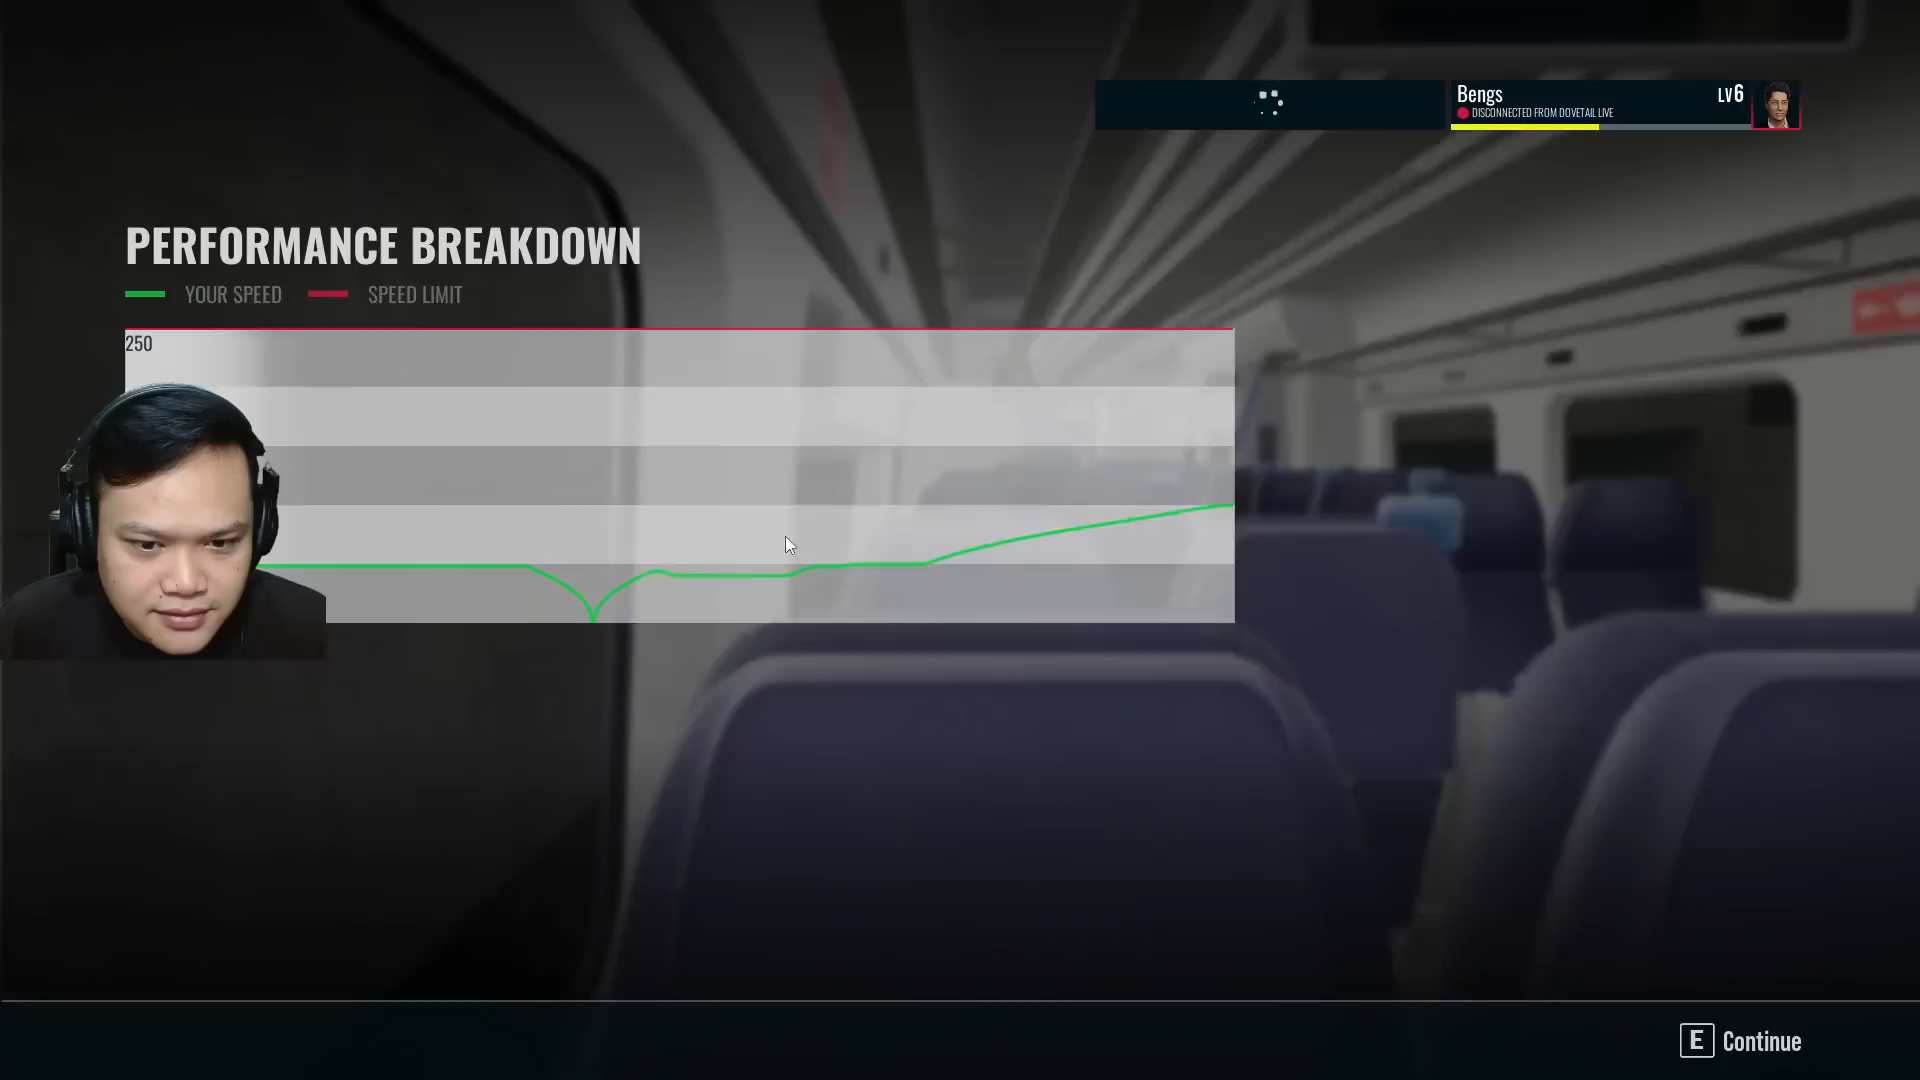 Bengs
LV6
DISCONNECTED FROM DOVETAIL LIVE
PERFORMANCE BREAKDOWN
YOUR SPEED
SPEED LIMIT
250
E Continue